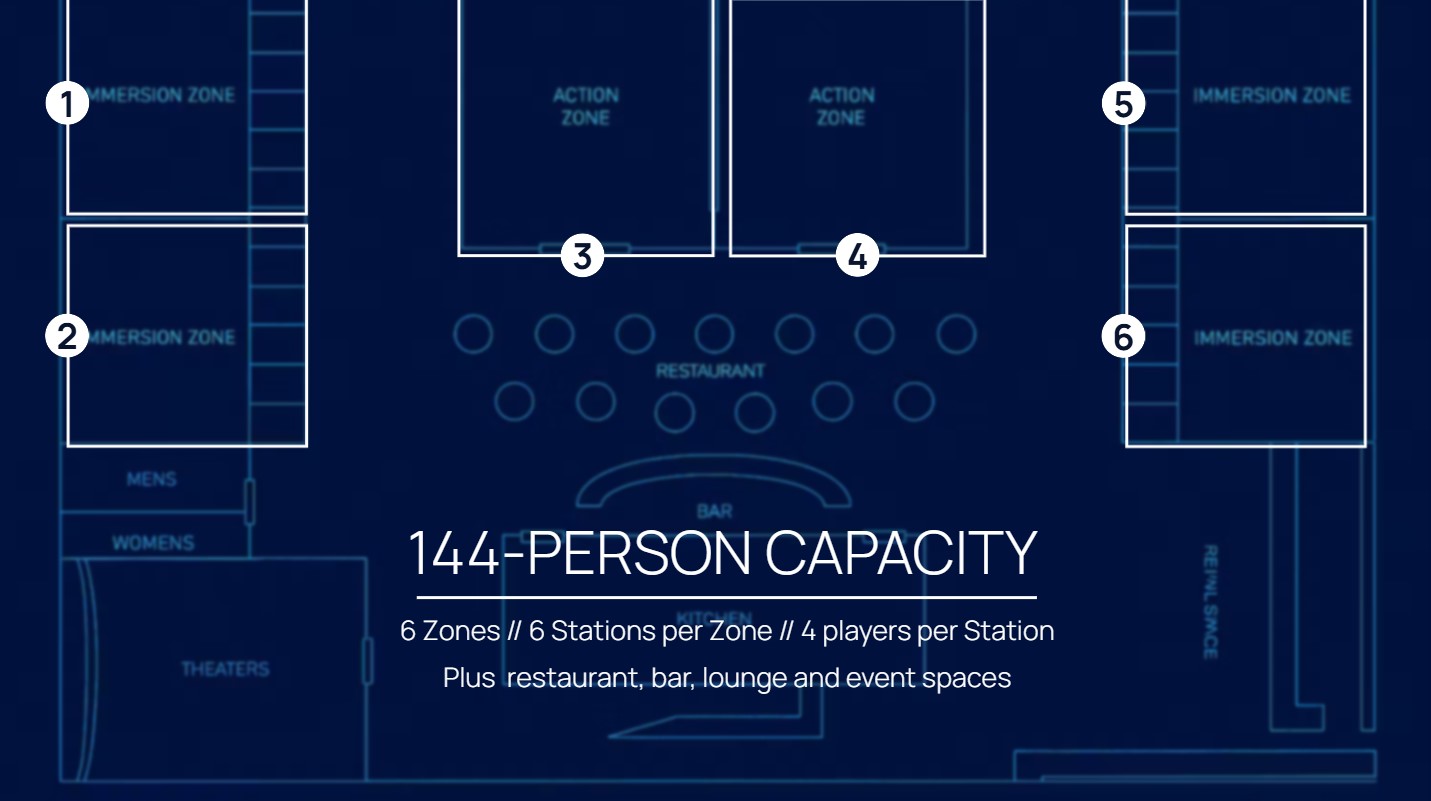 1
IMMERSION ZONE
ACTION
ZONE
ACTION
ZONE
5
IMMERSION ZONE
3
4
2
IMMERSION ZONE
6
IMMERSION ZONE
RESTAURANT
MENS
BAR
WOMENS
144-PERSON CAPACITY
KITCHEN
6 Zones // 6 Stations per Zone // 4 players per Station
THEATERS
Plus restaurant, bar, lounge and event spaces